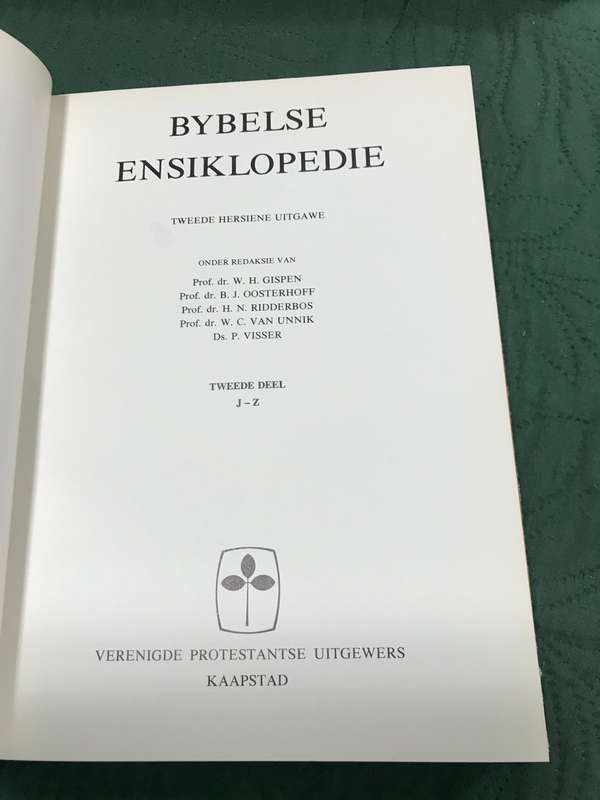 BYBELSE
ENSIKLOPEDIE
TWEEDE HERSIENE UITGAWE
ONDER REDAKSIE VAN
Prof. dr. W. H. GISPEN
Prof. dr. B. J. OOSTERHOFF
Prof. dr. H. N. RIDDERBOS
Prof. dr. W. C. VAN UNNIK
Ds. P. VISSER
TWEEDE DEEL
J – Z
VERENIGDE PROTESTANTSE UITGEWERS
KAAPSTAD